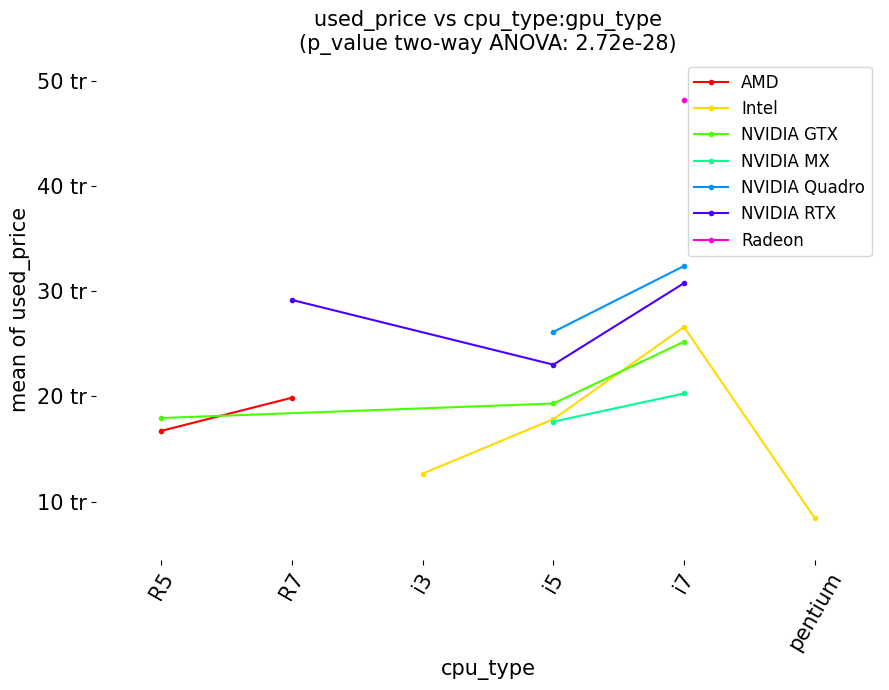 used_price vs cpu_type:gpu_type
(p_value two-way ANOVA: 2.72e-28)
50 tr
40 tr
30 tr
20 tr
10 tr
mean of used_price
AMD
Intel
NVIDIA GTX
NVIDIA MX
NVIDIA Quadro
NVIDIA RTX
Radeon
R5
R7
i3
i5
i7
pentium
cpu_type